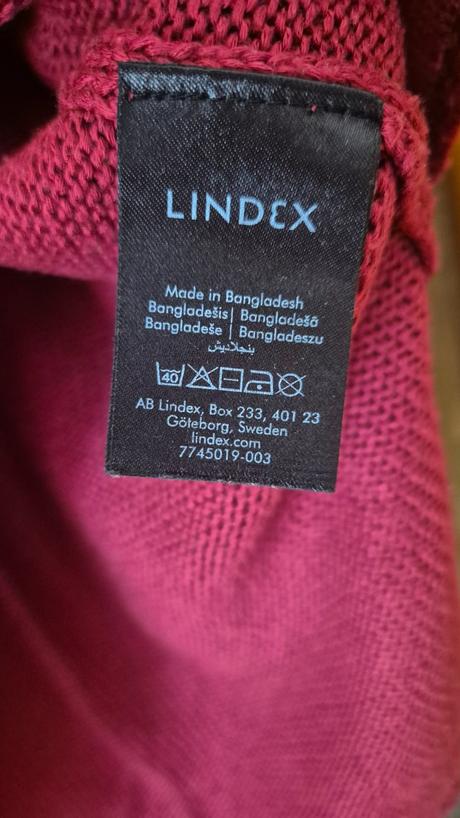 LINDEX
Made in Bangladesh
Bangladešis | Bangladešā
Bangladeše | Bangladeszu
بنجلاديش
40
AB Lindex, Box 233, 401 23
Göteborg, Sweden
lindex.com
7745019-003